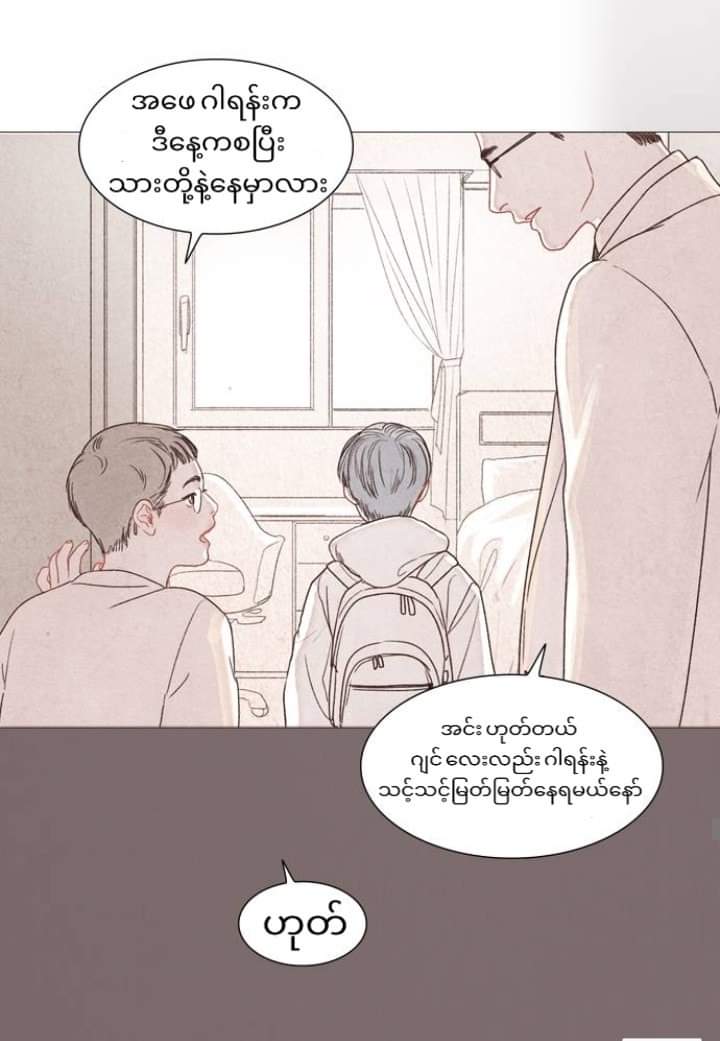 အဖေ ဂါရန်းက
ဒီနေ့ကစပြီး
သားတို့နဲ့နေမှာလား
အင်း ဟုတ်တယ်
ဂျင် လေးလည်း ဂါရန်းနဲ့
သင့်သင့်မြတ်မြတ်နေရမယ်နော်
ဟုတ်